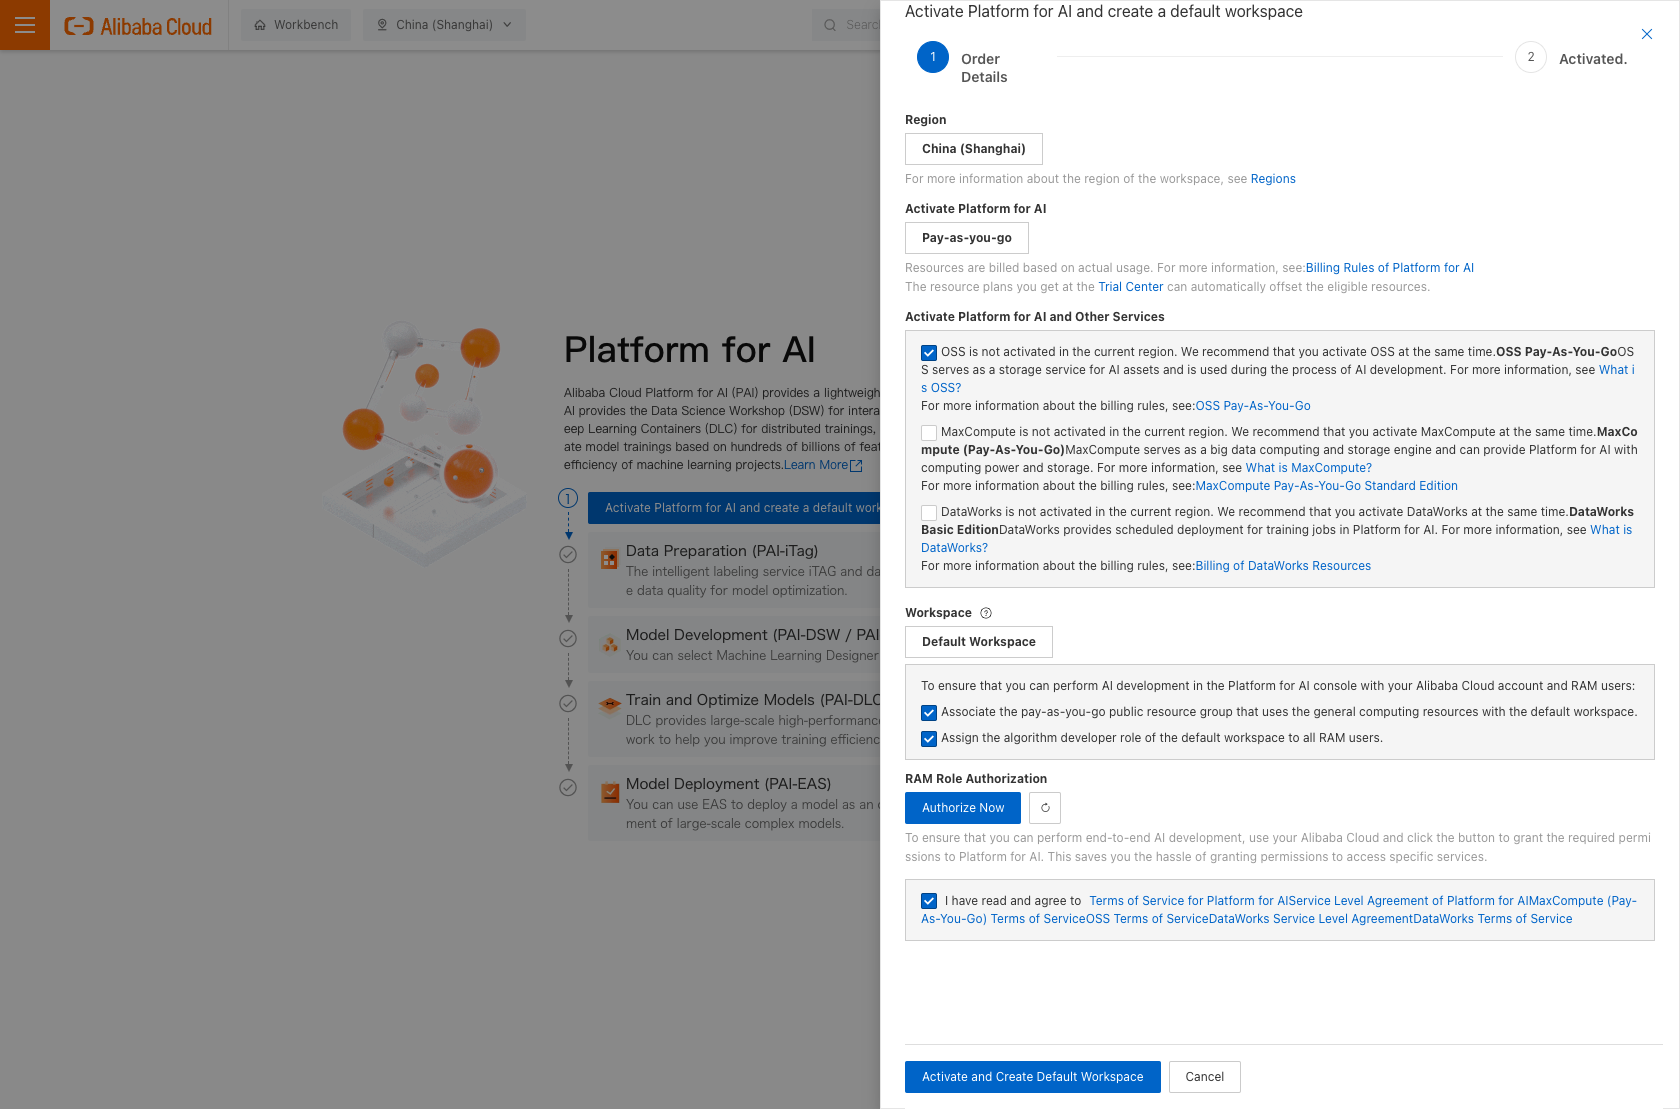 Alibaba Cloud
Workbench
China (Shanghai)
Search
Platform for AI
Alibaba Cloud Platform for AI (PAI) provides a lightweigh
AI provides the Data Science Workshop (DSW) for intera
eep Learning Containers (DLC) for distributed trainings,
ate model trainings based on hundreds of billions of feat
efficiency of machine learning projects.Learn More
1
Activate Platform for AI and create a default work
Data Preparation (PAI-iTag)
The intelligent labeling service iTAG and da
e data quality for model optimization.
Model Development (PAI-DSW / PAI
You can select Machine Learning Designer
Train and Optimize Models (PAI-DLC
DLC provides large-scale high-performanc
work to help you improve training efficienc
Model Deployment (PAI-EAS)
You can use EAS to deploy a model as an
ment of large-scale complex models.
Activate Platform for AI and create a default workspace
1
Order
Details
2
Activated.
Region
China (Shanghai)
For more information about the region of the workspace, see Regions
Activate Platform for AI
Pay-as-you-go
Resources are billed based on actual usage. For more information, see:Billing Rules of Platform for AI
The resource plans you get at the Trial Center can automatically offset the eligible resources.
Activate Platform for AI and Other Services
OSS is not activated in the current region. We recommend that you activate OSS at the same time.OSS Pay-As-You-GoOS
S serves as a storage service for AI assets and is used during the process of AI development. For more information, see What i
s OSS?
For more information about the billing rules, see:OSS Pay-As-You-Go
MaxCompute is not activated in the current region. We recommend that you activate MaxCompute at the same time.MaxCo
mpute (Pay-As-You-Go)MaxCompute serves as a big data computing and storage engine and can provide Platform for AI with
computing power and storage. For more information, see What is MaxCompute?
For more information about the billing rules, see:MaxCompute Pay-As-You-Go Standard Edition
DataWorks is not activated in the current region. We recommend that you activate DataWorks at the same time.DataWorks
Basic EditionDataWorks provides scheduled deployment for training jobs in Platform for AI. For more information, see What is
DataWorks?
For more information about the billing rules, see:Billing of DataWorks Resources
Workspace
Default Workspace
To ensure that you can perform AI development in the Platform for AI console with your Alibaba Cloud account and RAM users:
Associate the pay-as-you-go public resource group that uses the general computing resources with the default workspace.
Assign the algorithm developer role of the default workspace to all RAM users.
RAM Role Authorization
Authorize Now
To ensure that you can perform end-to-end AI development, use your Alibaba Cloud and click the button to grant the required permi
ssions to Platform for AI. This saves you the hassle of granting permissions to access specific services.
I have read and agree to Terms of Service for Platform for AIService Level Agreement of Platform for AIMaxCompute (Pay-
As-You-Go) Terms of ServiceOSS Terms of ServiceDataWorks Service Level AgreementDataWorks Terms of Service
Activate and Create Default Workspace
Cancel